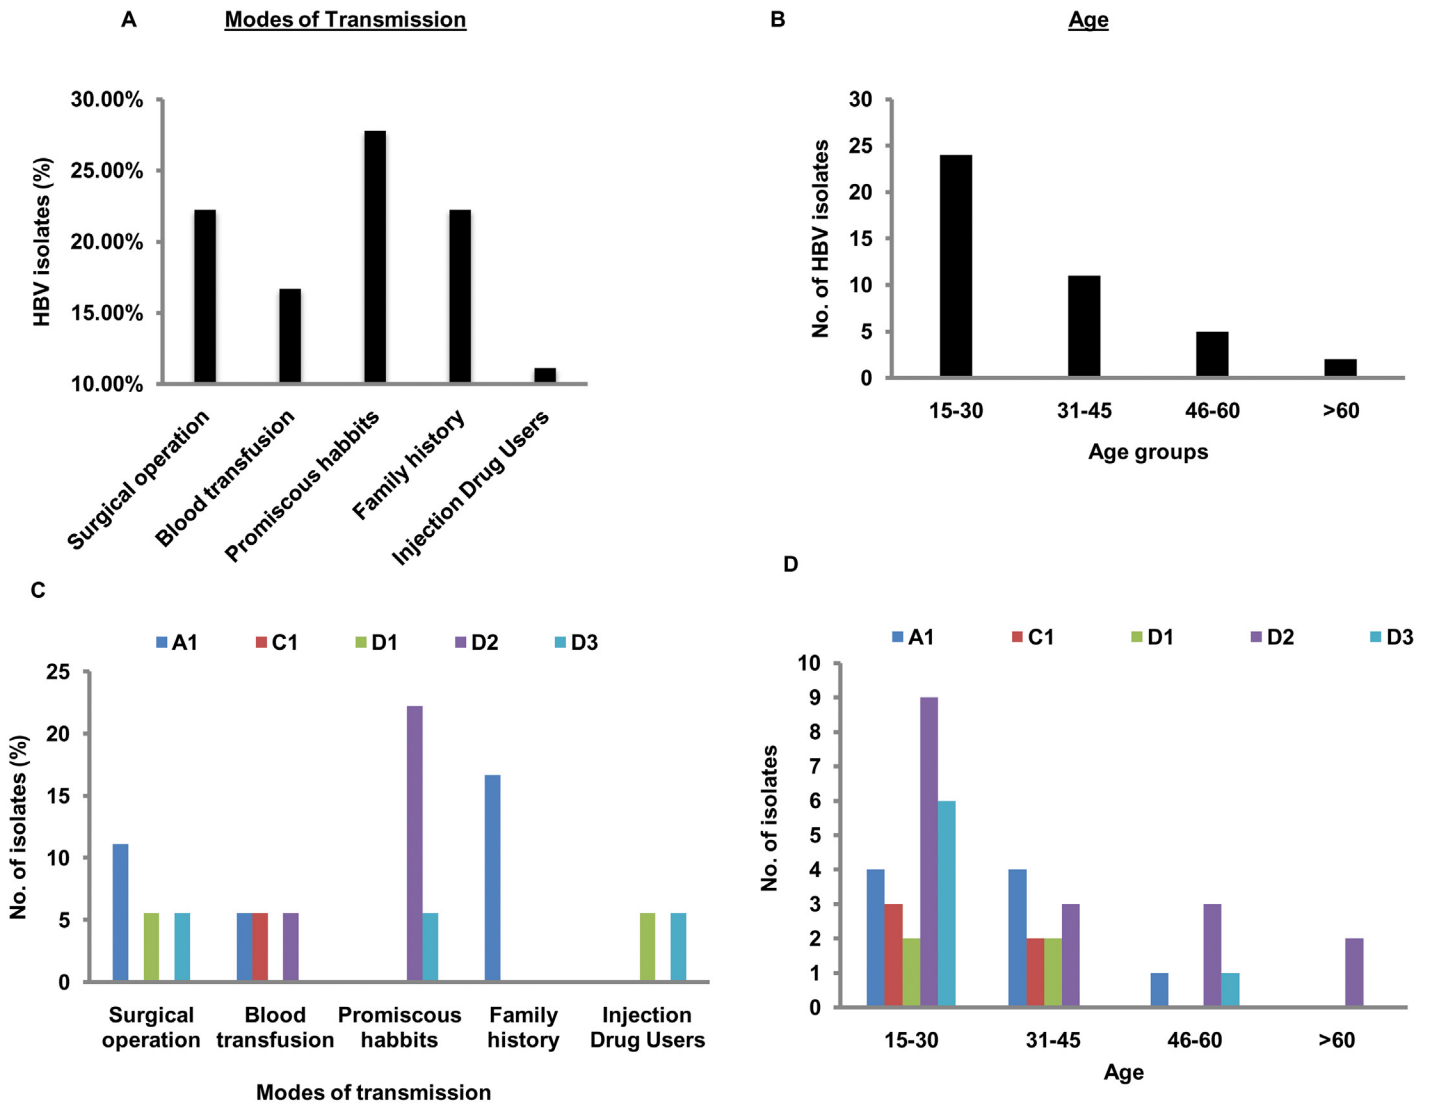 A
Modes of Transmission
30.00%
25.00%
20.00%
15.00%
10.00%
HBV isolates (%)
Surgical operation
Blood transfusion
Promiscous habbits
Family history
Injection Drug Users
B
Age
30
25
20
15
10
5
0
No. of HBV isolates
15-30 31-45 46-60 >60
Age groups
C
A1 C1 D1 D2 D3
25
20
15
10
5
0
No. of isolates (%)
Surgical operation
Blood transfusion
Promiscous habbits
Family history
Injection Drug Users
Modes of transmission
D
A1 C1 D1 D2 D3
10
9
8
7
6
5
4
3
2
1
0
No. of isolates
15-30 31-45 46-60 >60
Age